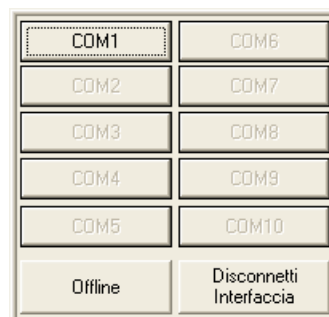 COM1 COM6
COM2 COM7
COM3 COM8
COM4 COM9
COM5 COM10
Offline Disconnetti
Interfaccia